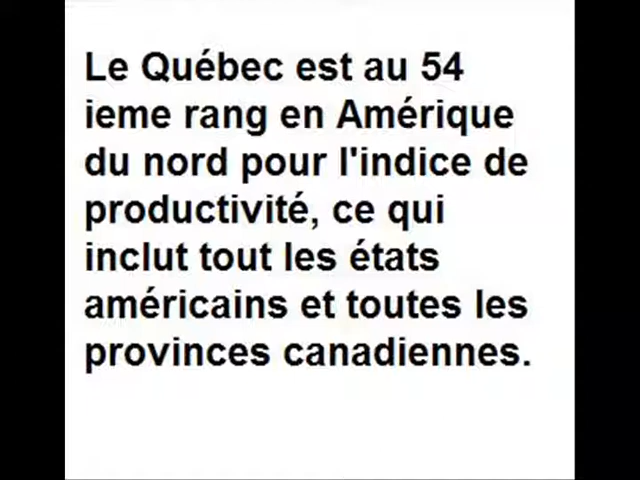 Le Québec est au 54
ieme rang en Amérique
du nord pour l'indice de
productivité, ce qui
inclut tout les états
américains et toutes les
provinces canadiennes.